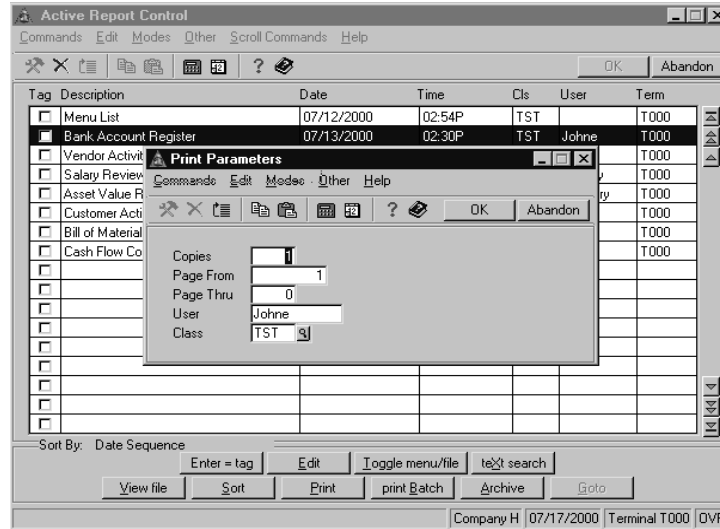 Active Report Control
Commands Edit Modes Other Scroll Commands Help
OK Abandon
Tag Description Date Time Cls User Term
Menu List 07/12/2000 02:54P TST T000
Bank Account Register 07/13/2000 02:30P TST Johne T000
Vendor Activit T000
Salary Review T000
Asset Value R T000
Customer Acti T000
Bill of Material T000
Cash Flow Co T000
Print Parameters
Commands Edit Modes Other Help
OK Abandon
Copies 1
Page From 1
Page Thru 0
User Johne
Class TST
Sort By: Date Sequence
Enter = tag Edit Toggle menu/file teXt search
View file Sort Print print Batch Archive Goto
Company H 07/17/2000 Terminal T000 OVR